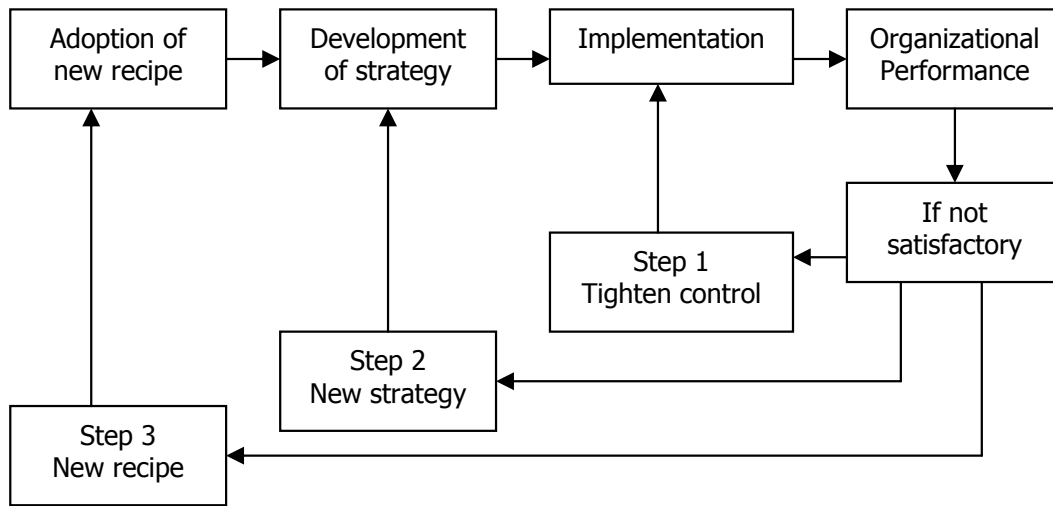 Adoption of
new recipe
Development
of strategy
Implementation
Organizational
Performance
If not
satisfactory
Step 1
Tighten control
Step 2
New strategy
Step 3
New recipe